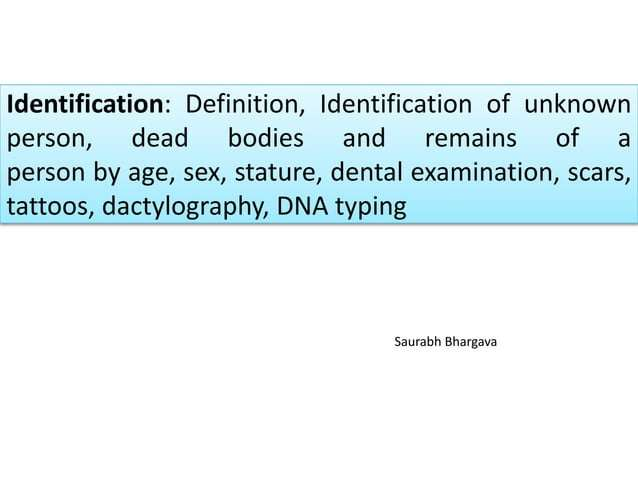 Identification: Definition, Identification of unknown
person, dead bodies and remains of a
person by age, sex, stature, dental examination, scars,
tattoos, dactylography, DNA typing
Saurabh Bhargava